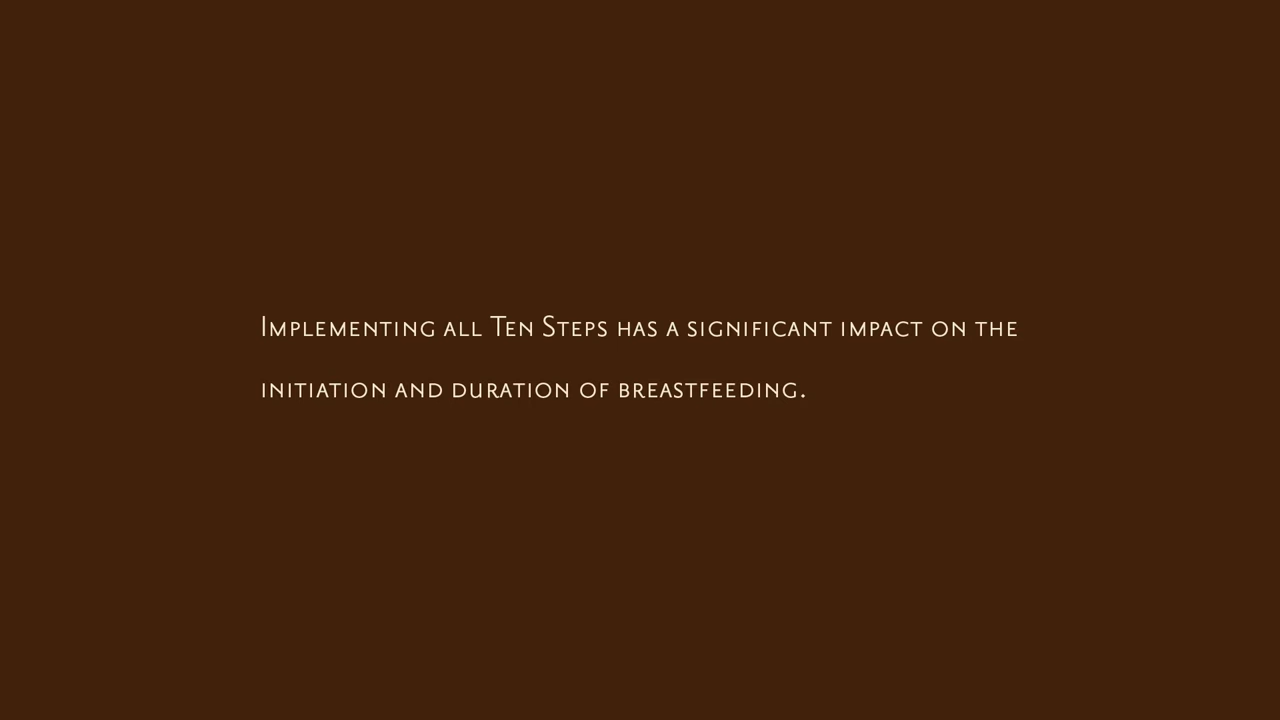 Implementing all Ten Steps has a significant impact on the
initiation and duration of breastfeeding.